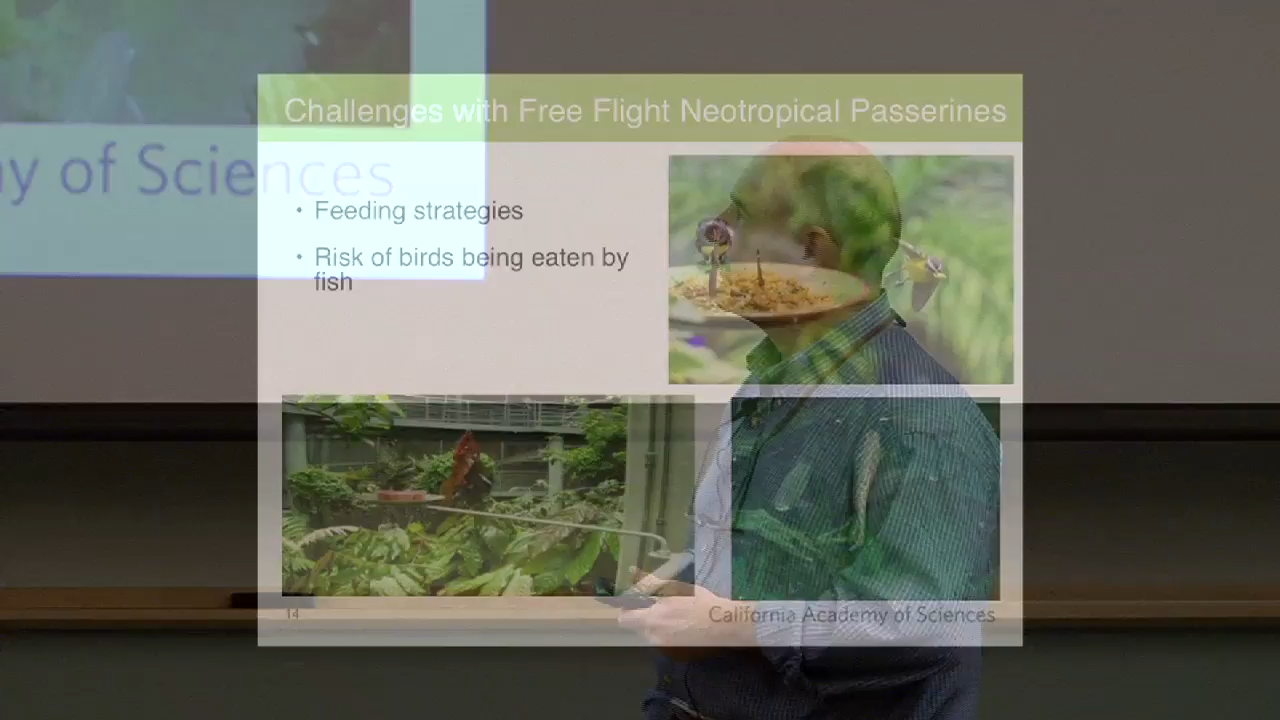 Challenges with Free Flight Neotropical Passerines
ny of Sciences
• Feeding strategies
• Risk of birds being eaten by
fish
14
California Academy of Sciences